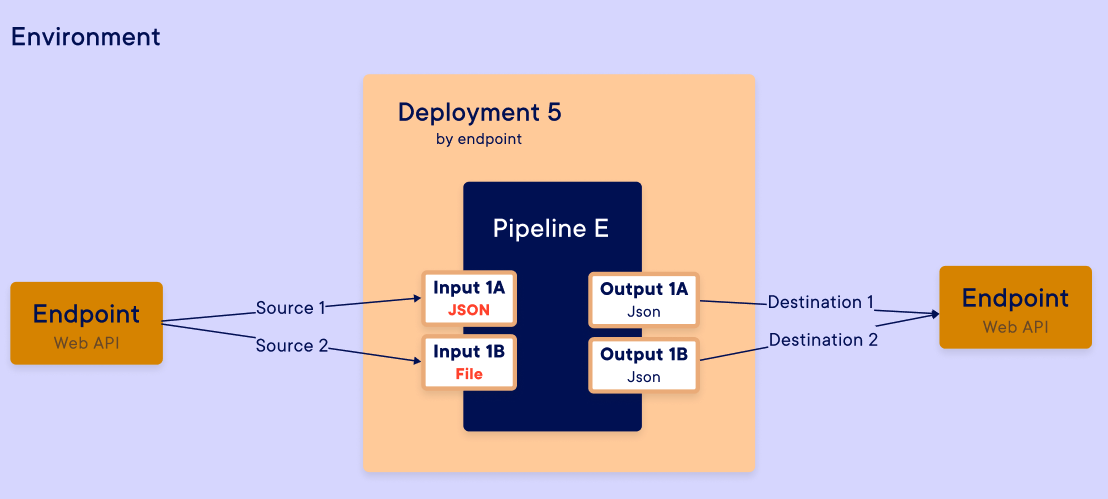 Environment
Deployment 5
by endpoint
Pipeline E
Endpoint
Web API
Source 1
Source 2
Input 1A
JSON
Input 1B
File
Output 1A
Json
Output 1B
Json
Destination 1
Destination 2
Endpoint
Web API